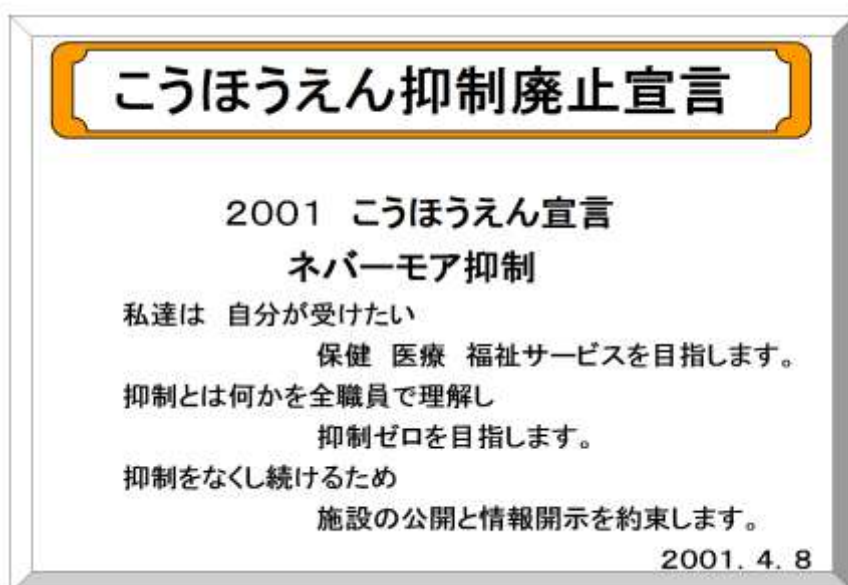 こうほうえん抑制廃止宣言
２００１　こうほうえん宣言
ネバーモア抑制
私達は　自分が受けたい
保健　医療　福祉サービスを目指します。
抑制とは何かを全職員で理解し
抑制ゼロを目指します。
抑制をなくし続けるため
施設の公開と情報開示を約束します。
２００１．４．８